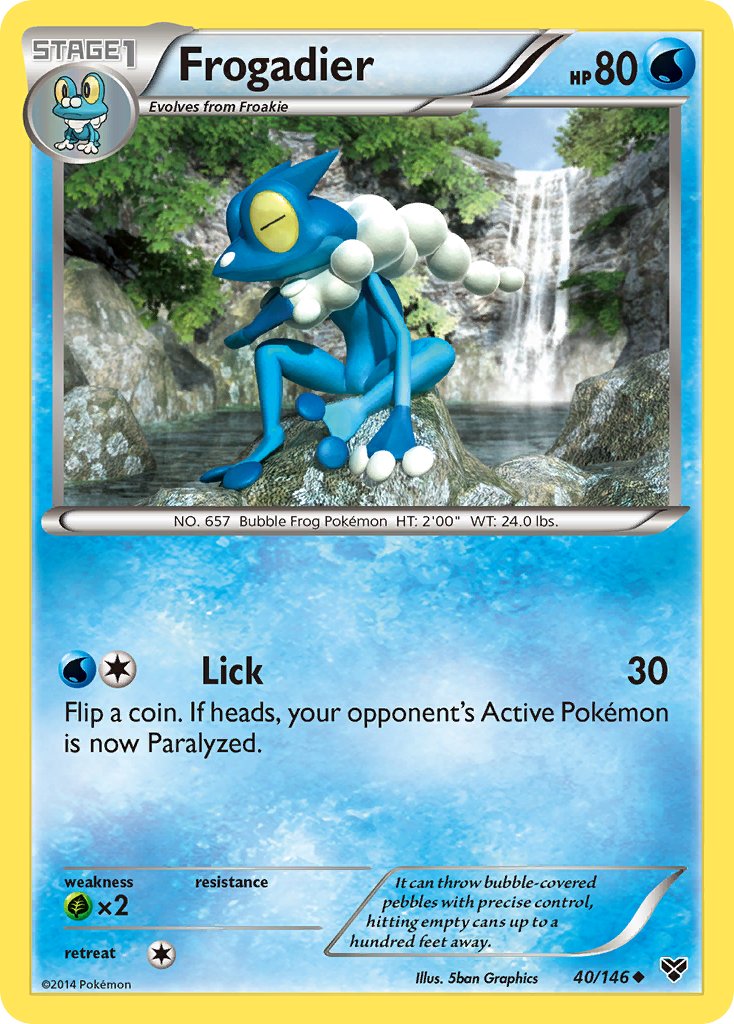 STAGE1
Frogadier
HP80
Evolves from Froakie
NO. 657 Bubble Frog Pokémon HT: 2'00" WT: 24.0 lbs.
Lick 30
Flip a coin. If heads, your opponent's Active Pokémon
is now Paralyzed.
weakness resistance
×2
retreat
It can throw bubble-covered
pebbles with precise control,
hitting empty cans up to a
hundred feet away.
©2014 Pokémon
Illus. 5ban Graphics
40/146